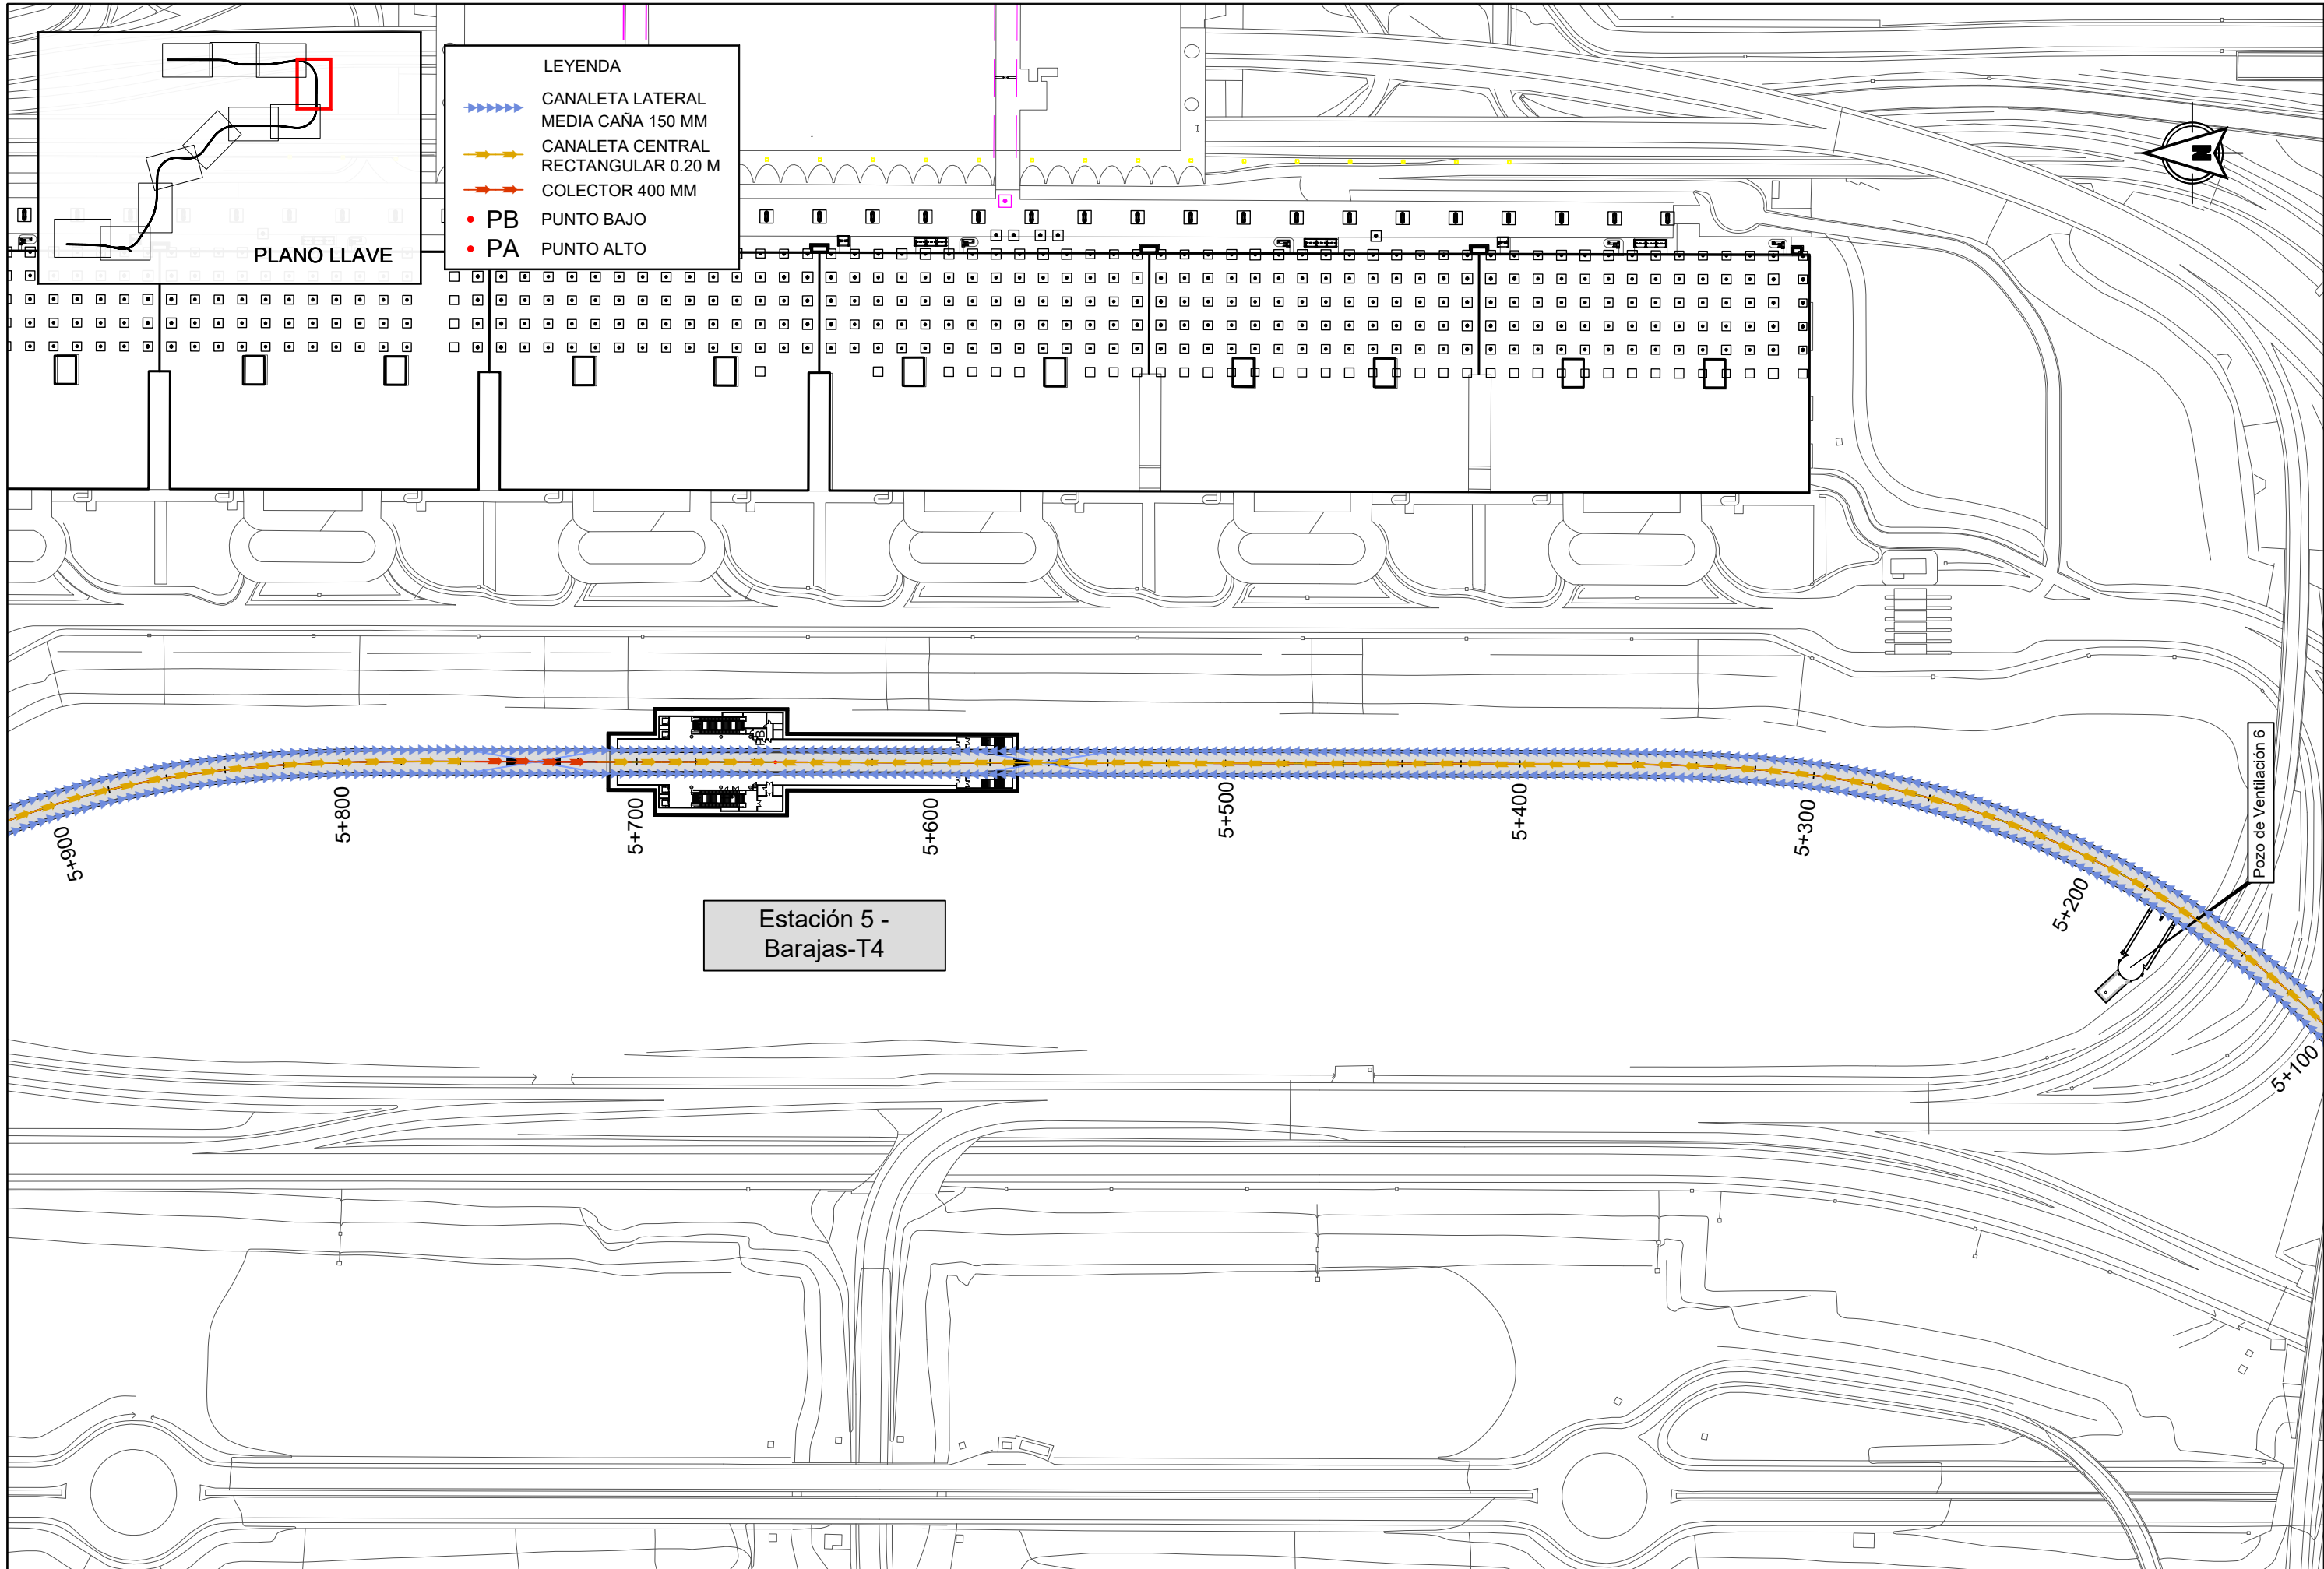 PLANO LLAVE
LEYENDA
CANALETA LATERAL
MEDIA CAÑA 150 MM
CANALETA CENTRAL
RECTANGULAR 0.20 M
COLECTOR 400 MM
PB PUNTO BAJO
PA PUNTO ALTO
N
PB
5+900
5+800
5+700
5+600
5+500
5+400
5+300
5+200
5+100
Pozo de Ventilación 6
Estación 5 -
Barajas-T4